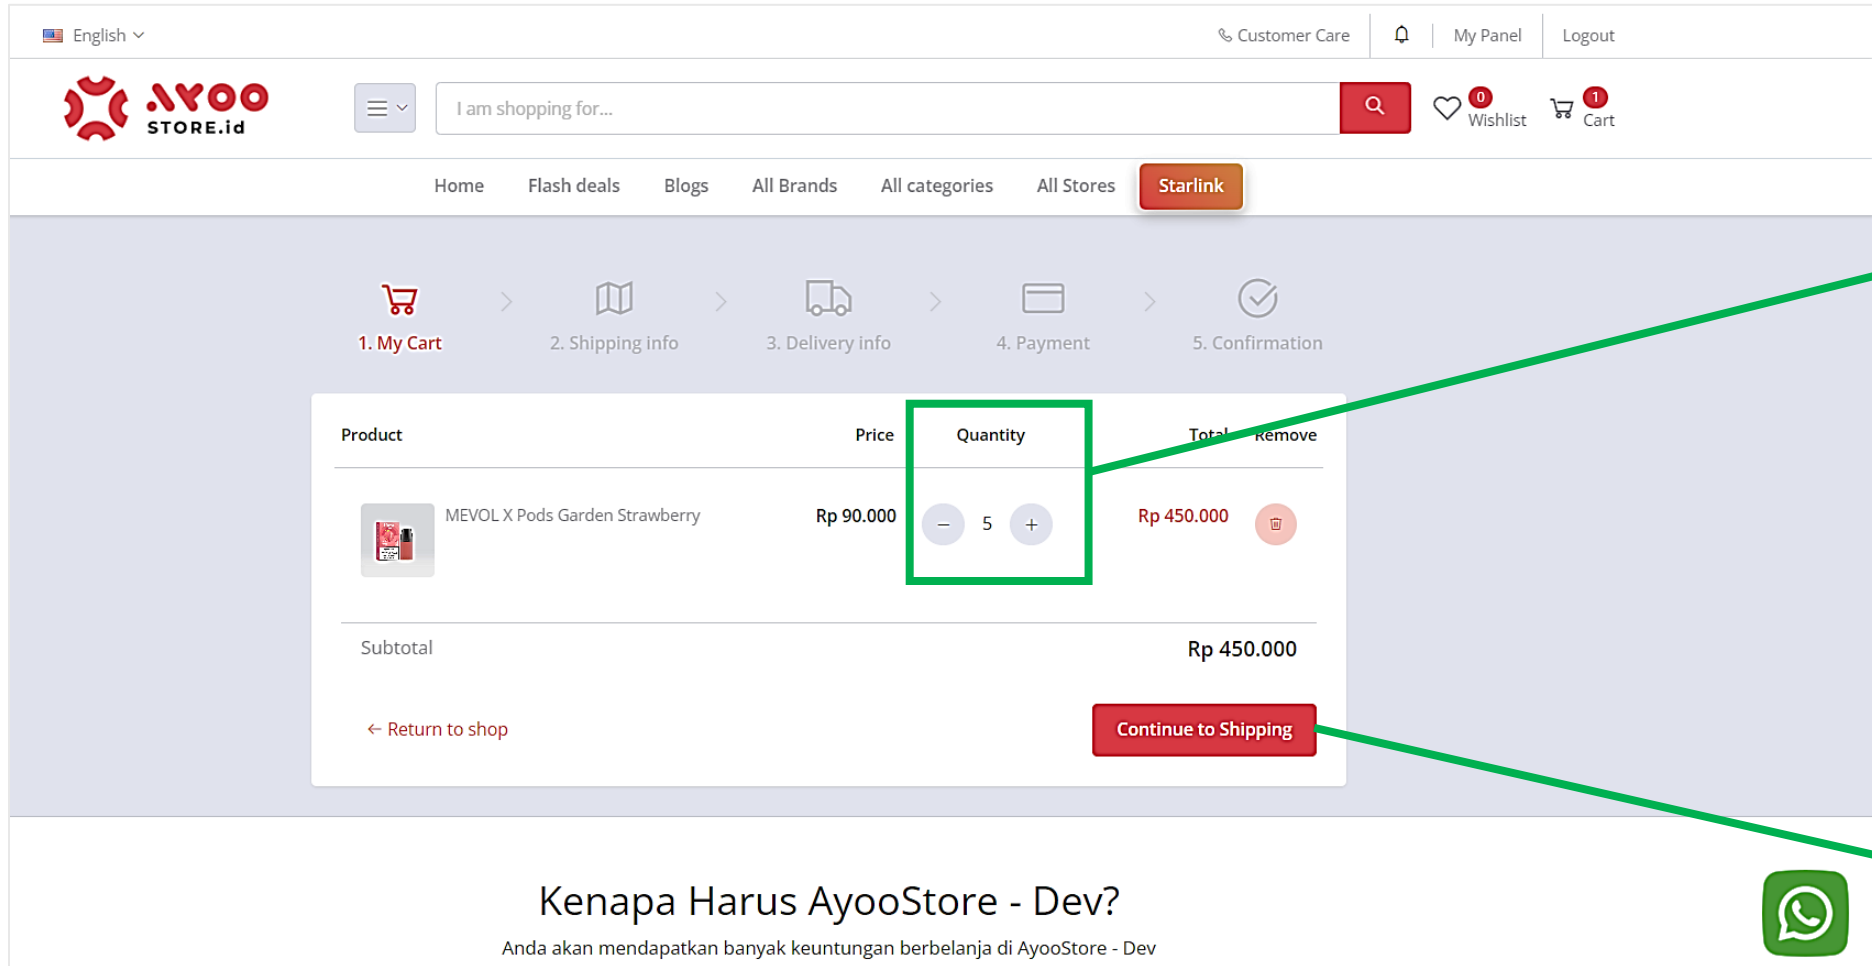 English
Customer Care
My Panel
Logout
AYOO
STORE.id
I am shopping for...
0
Wishlist
1
Cart
Home Flash deals Blogs All Brands All categories All Stores Starlink
1. My Cart
2. Shipping info
3. Delivery info
4. Payment
5. Confirmation
Product Price Quantity Total Remove
MEVOL X Pods Garden Strawberry Rp 90.000 − 5 + Rp 450.000
Subtotal Rp 450.000
← Return to shop Continue to Shipping
Kenapa Harus AyooStore - Dev?
Anda akan mendapatkan banyak keuntungan berbelanja di AyooStore - Dev